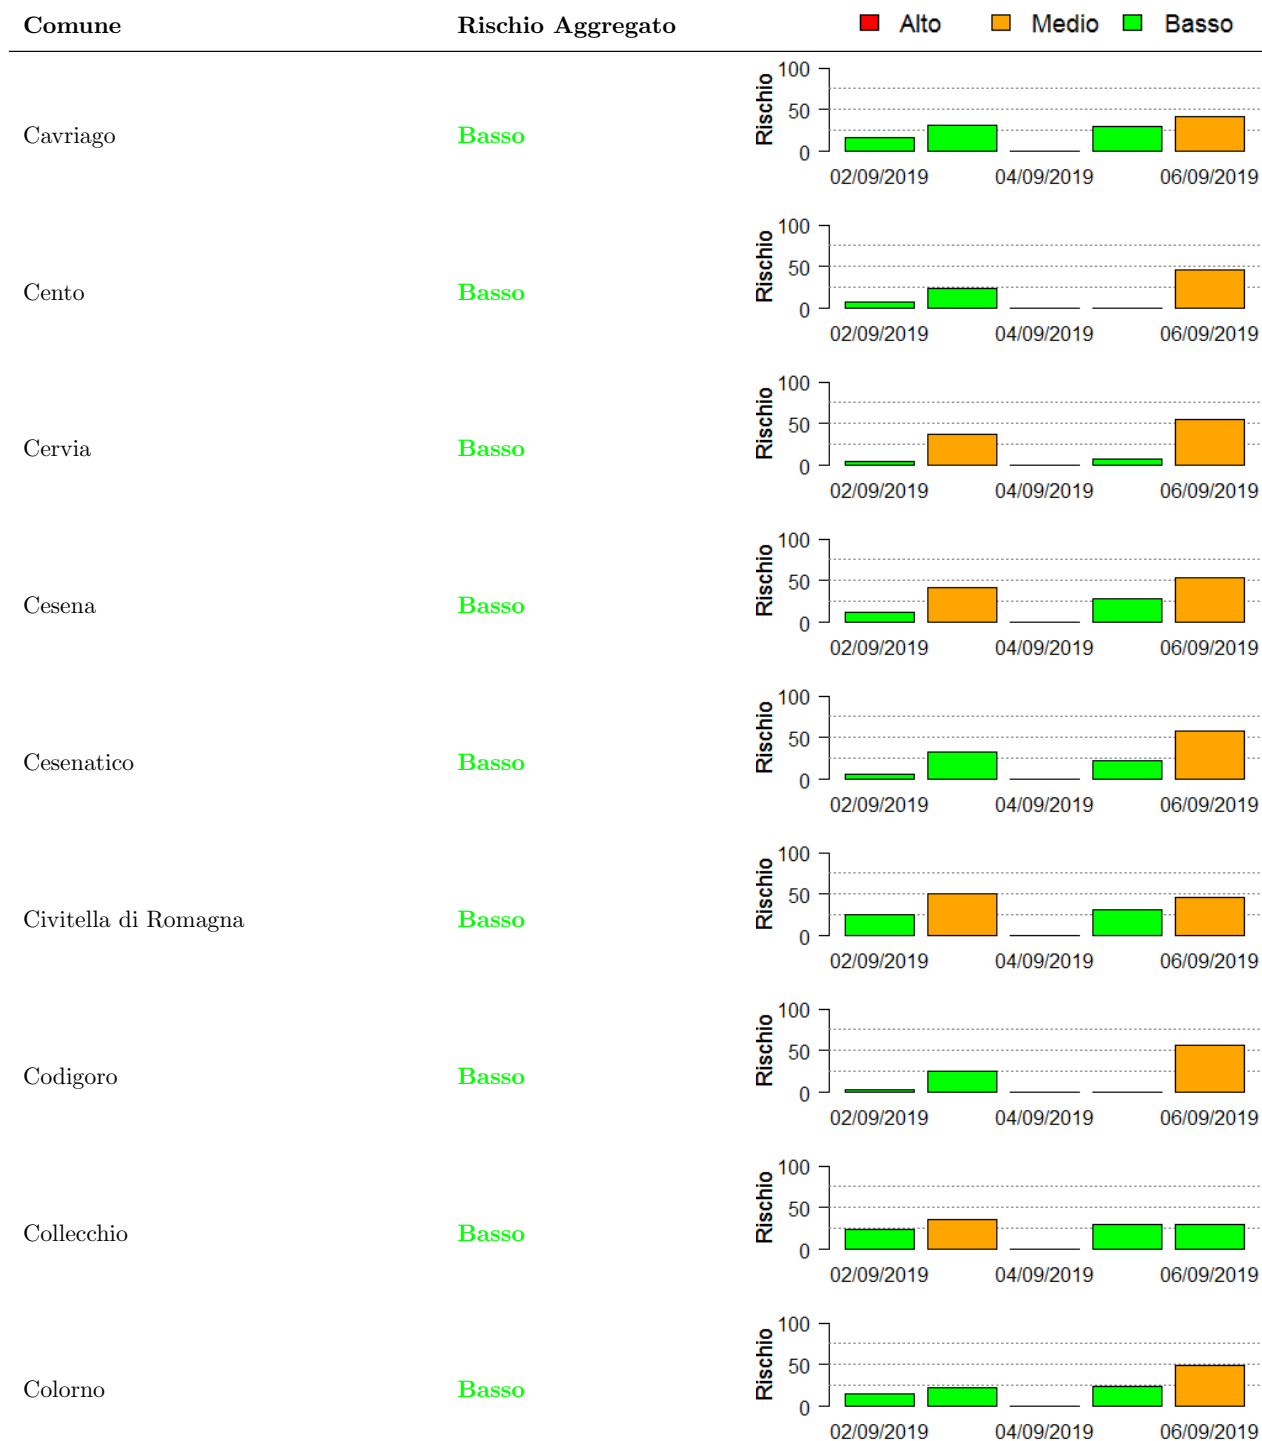 Comune Rischio Aggregato Alto Medio Basso
100
50
0
Rischio
Cavriago Basso
02/09/2019 04/09/2019 06/09/2019
100
50
0
Rischio
Cento Basso
02/09/2019 04/09/2019 06/09/2019
100
50
0
Rischio
Cervia Basso
02/09/2019 04/09/2019 06/09/2019
100
50
0
Rischio
Cesena Basso
02/09/2019 04/09/2019 06/09/2019
100
50
0
Rischio
Cesenatico Basso
02/09/2019 04/09/2019 06/09/2019
100
50
0
Rischio
Civitella di Romagna Basso
02/09/2019 04/09/2019 06/09/2019
100
50
0
Rischio
Codigoro Basso
02/09/2019 04/09/2019 06/09/2019
100
50
0
Rischio
Collecchio Basso
02/09/2019 04/09/2019 06/09/2019
100
50
0
Rischio
Colorno Basso
02/09/2019 04/09/2019 06/09/2019